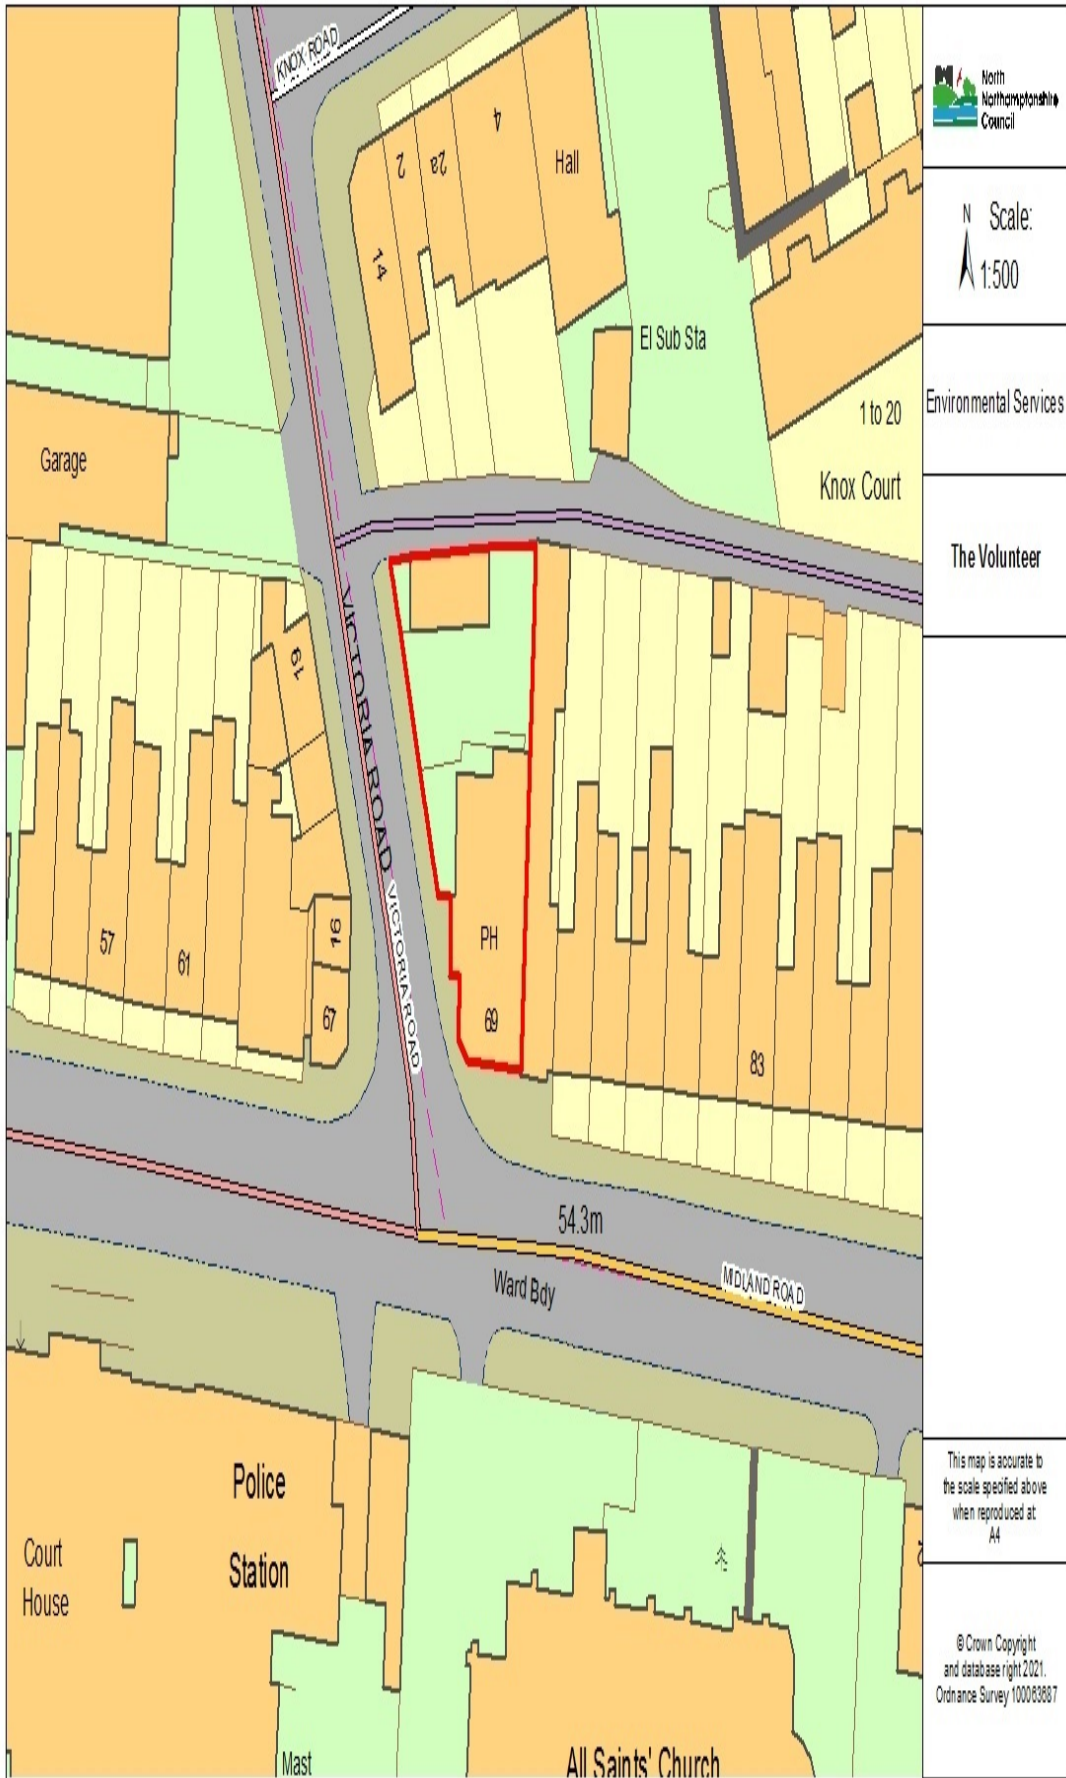 KNOX ROAD
2
2a
4
Hall
14
El Sub Sta
1 to 20
Knox Court
Garage
19
VICTORIA ROAD
VICTORIA ROAD
57
61
16
67
PH
69
83
54.3m
Ward Bdy
MIDLAND ROAD
Police
Station
Court
House
Mast
All Saints' Church
North
Northamptonshire
Council
N
Scale:
1:500
Environmental Services
The Volunteer
This map is accurate to
the scale specified above
when reproduced at
A4
© Crown Copyright
and database right 2021.
Ordnance Survey 100063687